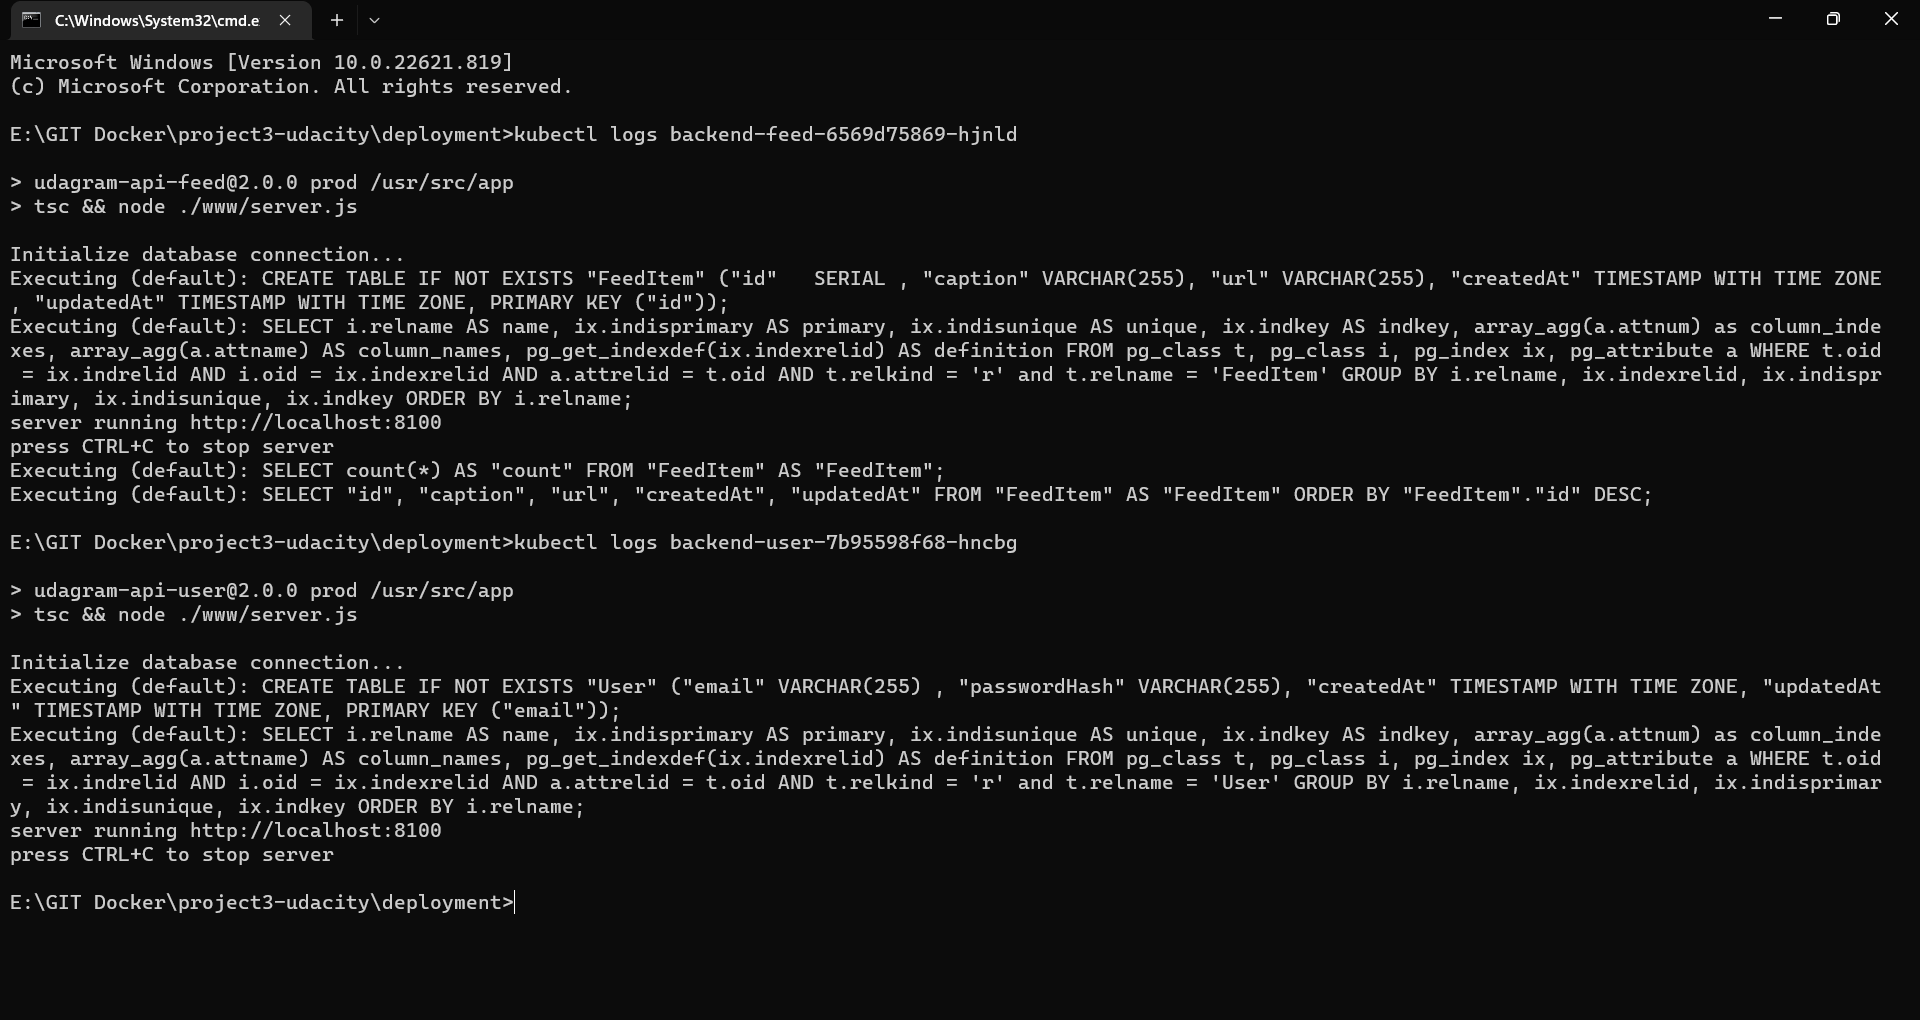 C:\Windows\System32\cmd.e
Microsoft Windows [Version 10.0.22621.819]
(c) Microsoft Corporation. All rights reserved.
E:\GIT Docker\project3-udacity\deployment>kubectl logs backend-feed-6569d75869-hjnld
> udagram-api-feed@2.0.0 prod /usr/src/app
> tsc && node ./www/server.js
Initialize database connection...
Executing (default): CREATE TABLE IF NOT EXISTS "FeedItem" ("id"   SERIAL , "caption" VARCHAR(255), "url" VARCHAR(255), "createdAt" TIMESTAMP WITH TIME ZONE
, "updatedAt" TIMESTAMP WITH TIME ZONE, PRIMARY KEY ("id"));
Executing (default): SELECT i.relname AS name, ix.indisprimary AS primary, ix.indisunique AS unique, ix.indkey AS indkey, array_agg(a.attnum) as column_inde
xes, array_agg(a.attname) AS column_names, pg_get_indexdef(ix.indexrelid) AS definition FROM pg_class t, pg_class i, pg_index ix, pg_attribute a WHERE t.oid
 = ix.indrelid AND i.oid = ix.indexrelid AND a.attrelid = t.oid AND t.relkind = 'r' and t.relname = 'FeedItem' GROUP BY i.relname, ix.indexrelid, ix.indispr
imary, ix.indisunique, ix.indkey ORDER BY i.relname;
server running http://localhost:8100
press CTRL+C to stop server
Executing (default): SELECT count(*) AS "count" FROM "FeedItem" AS "FeedItem";
Executing (default): SELECT "id", "caption", "url", "createdAt", "updatedAt" FROM "FeedItem" AS "FeedItem" ORDER BY "FeedItem"."id" DESC;
E:\GIT Docker\project3-udacity\deployment>kubectl logs backend-user-7b95598f68-hncbg
> udagram-api-user@2.0.0 prod /usr/src/app
> tsc && node ./www/server.js
Initialize database connection...
Executing (default): CREATE TABLE IF NOT EXISTS "User" ("email" VARCHAR(255) , "passwordHash" VARCHAR(255), "createdAt" TIMESTAMP WITH TIME ZONE, "updatedAt
" TIMESTAMP WITH TIME ZONE, PRIMARY KEY ("email"));
Executing (default): SELECT i.relname AS name, ix.indisprimary AS primary, ix.indisunique AS unique, ix.indkey AS indkey, array_agg(a.attnum) as column_inde
xes, array_agg(a.attname) AS column_names, pg_get_indexdef(ix.indexrelid) AS definition FROM pg_class t, pg_class i, pg_index ix, pg_attribute a WHERE t.oid
 = ix.indrelid AND i.oid = ix.indexrelid AND a.attrelid = t.oid AND t.relkind = 'r' and t.relname = 'User' GROUP BY i.relname, ix.indexrelid, ix.indisprimar
y, ix.indisunique, ix.indkey ORDER BY i.relname;
server running http://localhost:8100
press CTRL+C to stop server
E:\GIT Docker\project3-udacity\deployment>